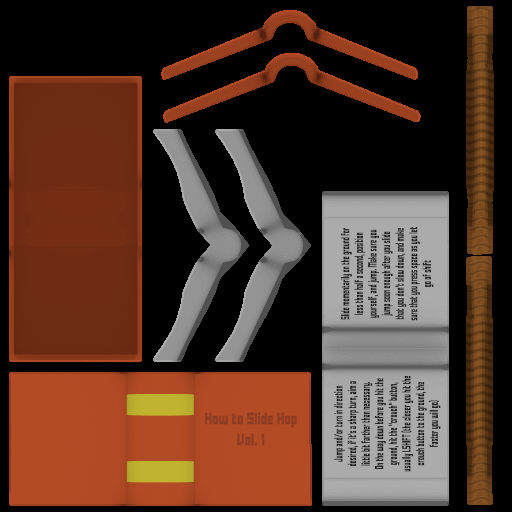 How to Slide Hop
Vol. 1
Slide momentarily on the ground for
less than half a second, position
yourself, and jump. Make sure you
jump soon enough after you slide
that you don't slow down, and make
sure that you press space as you let
go of shift.
Jump and/or turn in direction
desired, if it's a sharp turn, aim a
little bit farther than necessary.
On the way down before you hit the
ground, hit the "crouch" button,
usually LSHIFT (the closer you hit the
crouch button to the ground, the
faster you will go)